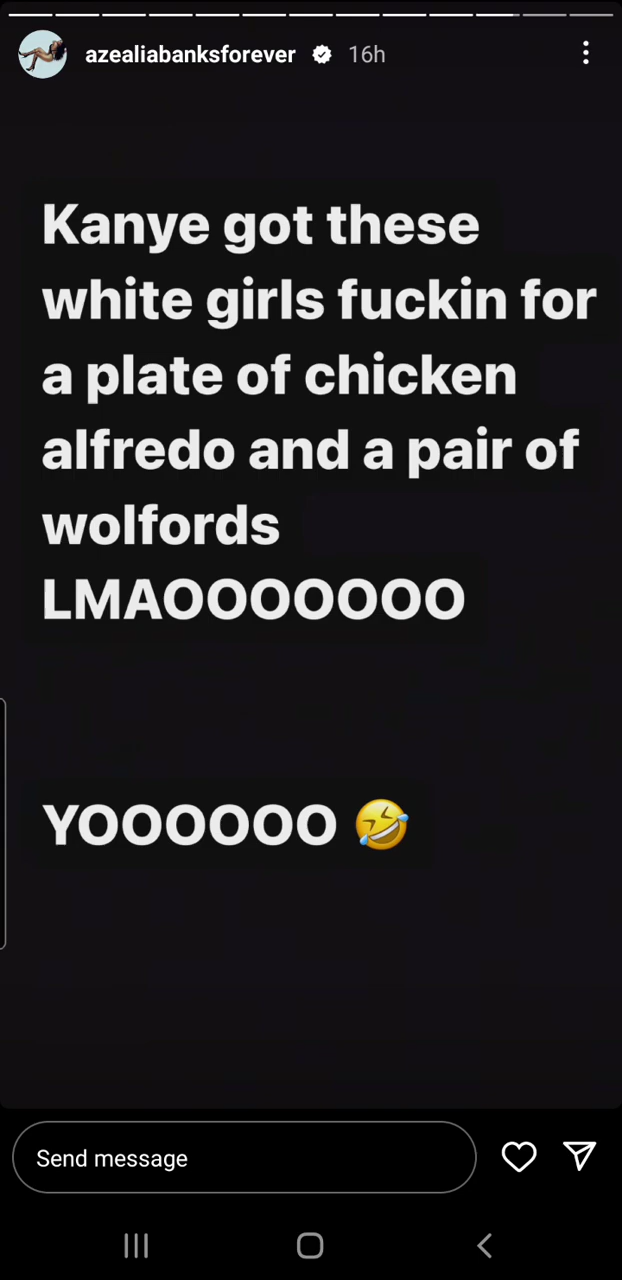 azealiabanksforever 16h
Kanye got these
white girls fuckin for
a plate of chicken
alfredo and a pair of
wolfords
LMAOOOOOOO
YOOOOOO 🤣
Send message